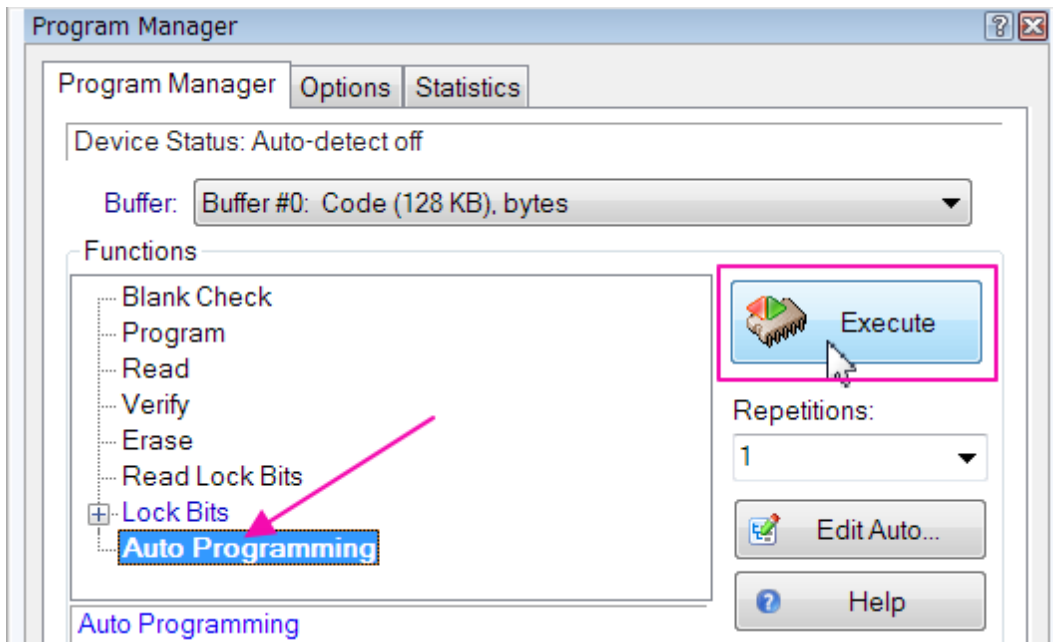 Program Manager
Program Manager Options Statistics
Device Status: Auto-detect off
Buffer: Buffer #0: Code (128 KB), bytes
Functions
Blank Check
Program
Read
Verify
Erase
Read Lock Bits
Lock Bits
Auto Programming
Execute
Repetitions:
1
Edit Auto...
Help
Auto Programming